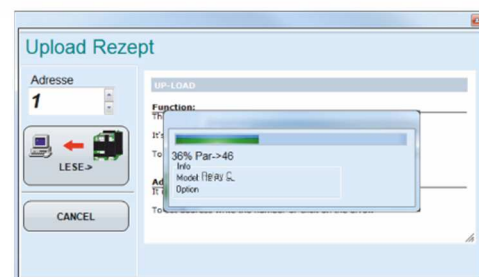 Upload Rezept
Adresse
1
LESE->
CANCEL
UP-LOAD
Function:
Th
It's
To
36% Par->46
Info
Model:
Option
Ad
It